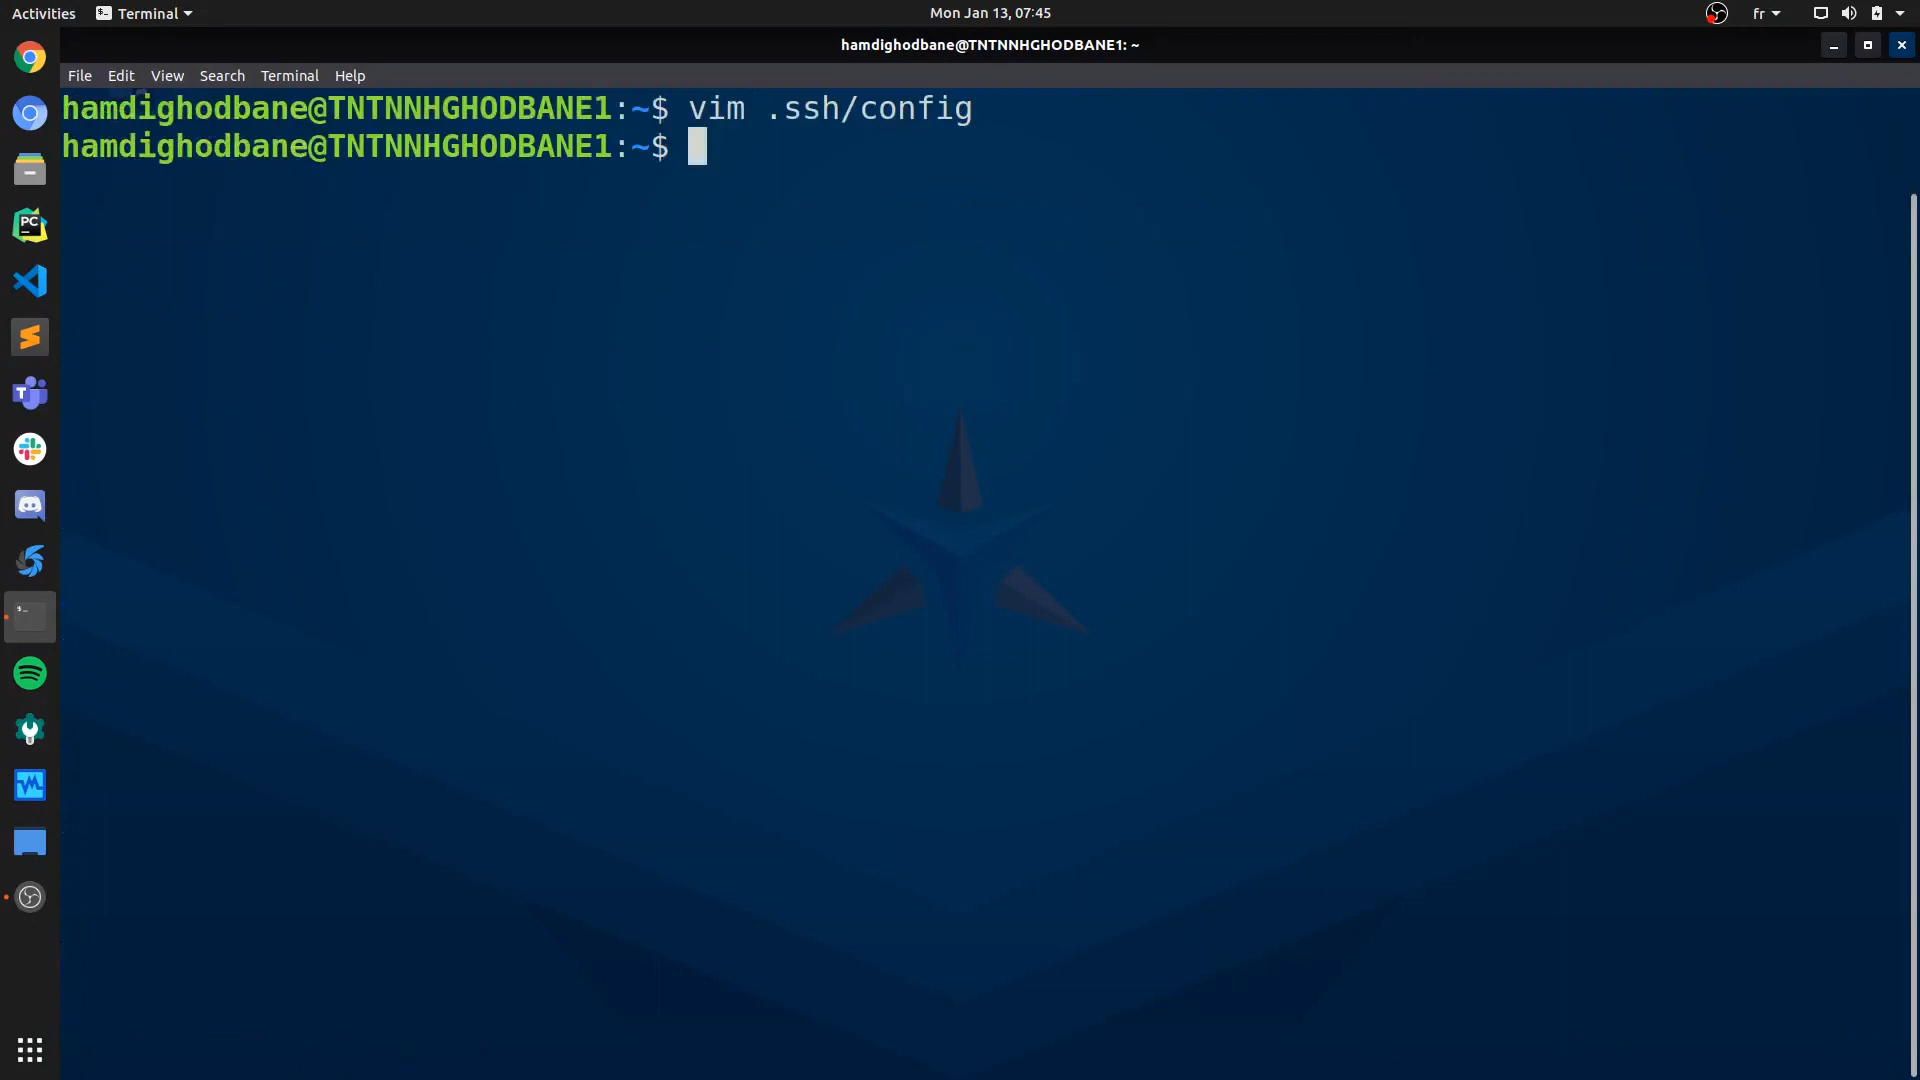 Activities Terminal Mon Jan 13, 07:45 fr
hamdighodbane@TNTNNHGHODBANE1: ~
File Edit View Search Terminal Help
hamdighodbane@TNTNNHGHODBANE1:~$ vim .ssh/config
hamdighodbane@TNTNNHGHODBANE1:~$
PC
T